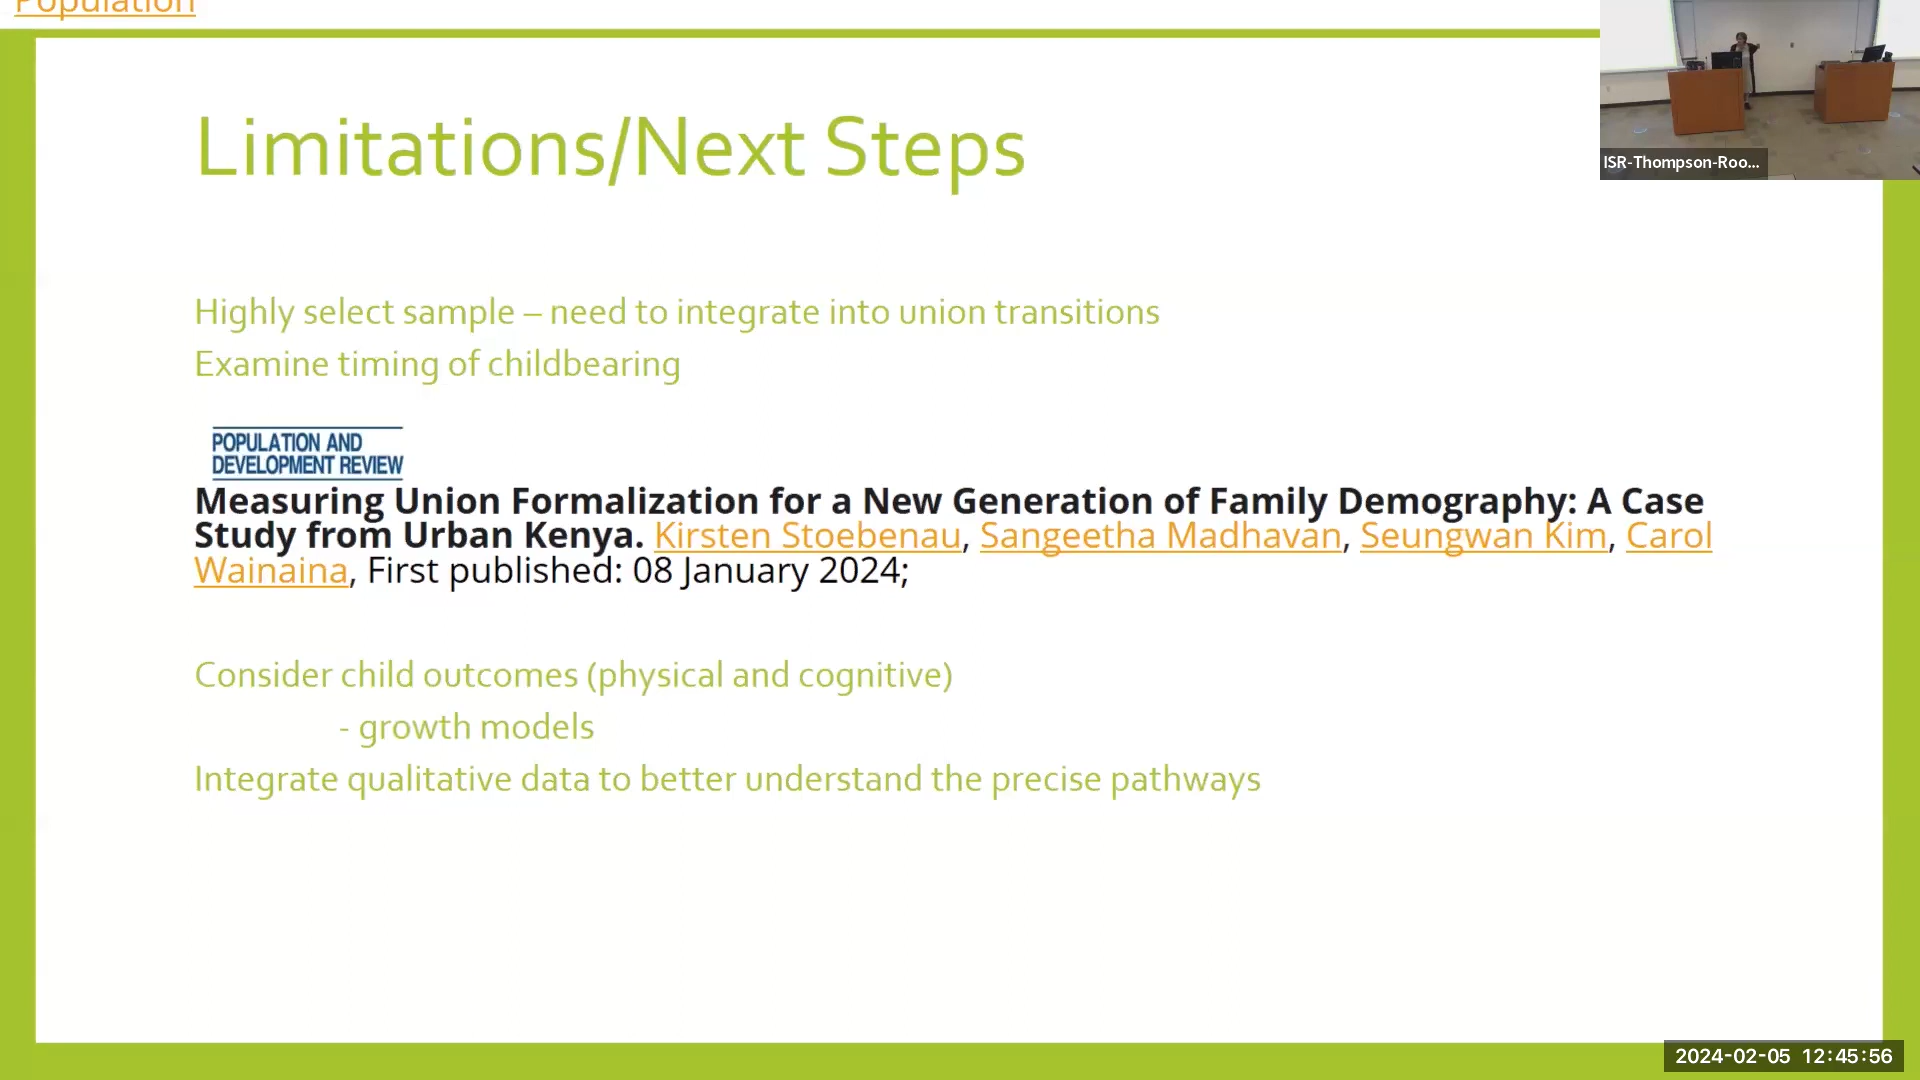 Population
Limitations/Next Steps
ISR-Thompson-Roo...
Highly select sample – need to integrate into union transitions
Examine timing of childbearing
POPULATION AND
DEVELOPMENT REVIEW
Measuring Union Formalization for a New Generation of Family Demography: A Case
Study from Urban Kenya. Kirsten Stoebenau, Sangeetha Madhavan, Seungwan Kim, Carol
Wainaina, First published: 08 January 2024;
Consider child outcomes (physical and cognitive)
- growth models
Integrate qualitative data to better understand the precise pathways
2024-02-05 12:45:56